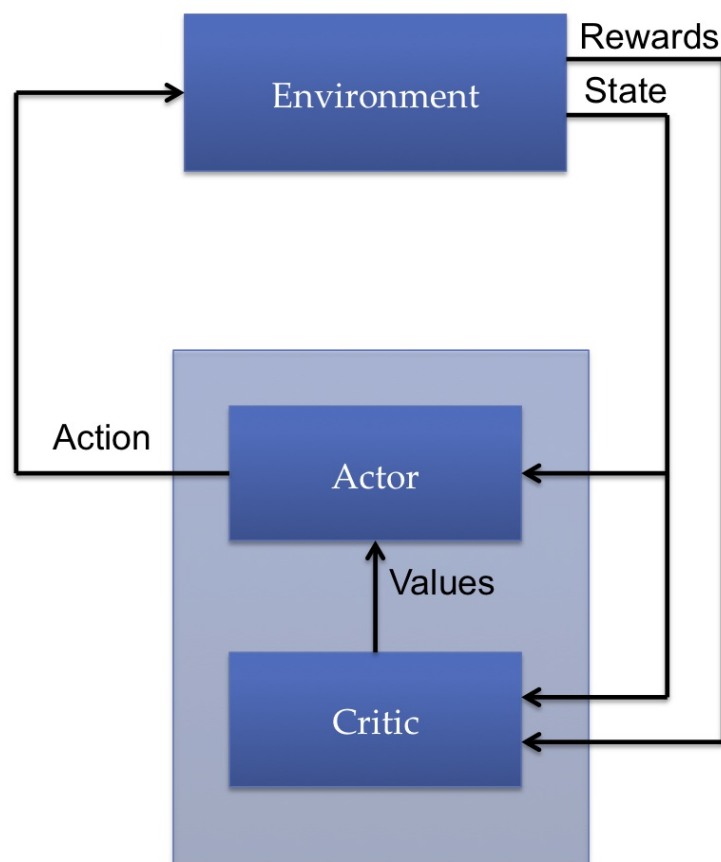 Rewards
Environment
State
Action
Actor
Values
Critic